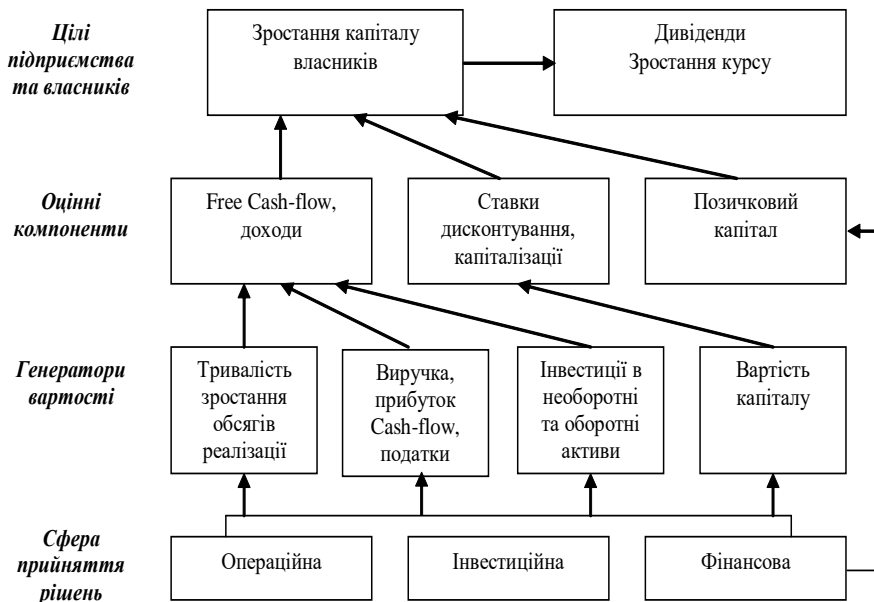 Цілі
підприємства
та власників
Зростання капіталу
власників
Дивіденди
Зростання курсу
Оцінні
компоненти
Free Cash-flow,
доходи
Ставки
дисконтування,
капіталізації
Позичковий
капітал
Генератори
вартості
Тривалість
зростання
обсягів
реалізації
Виручка,
прибуток
Cash-flow,
податки
Інвестиції в
необоротні
та оборотні
активи
Вартість
капіталу
Сфера
прийняття
рішень
Операційна
Інвестиційна
Фінансова